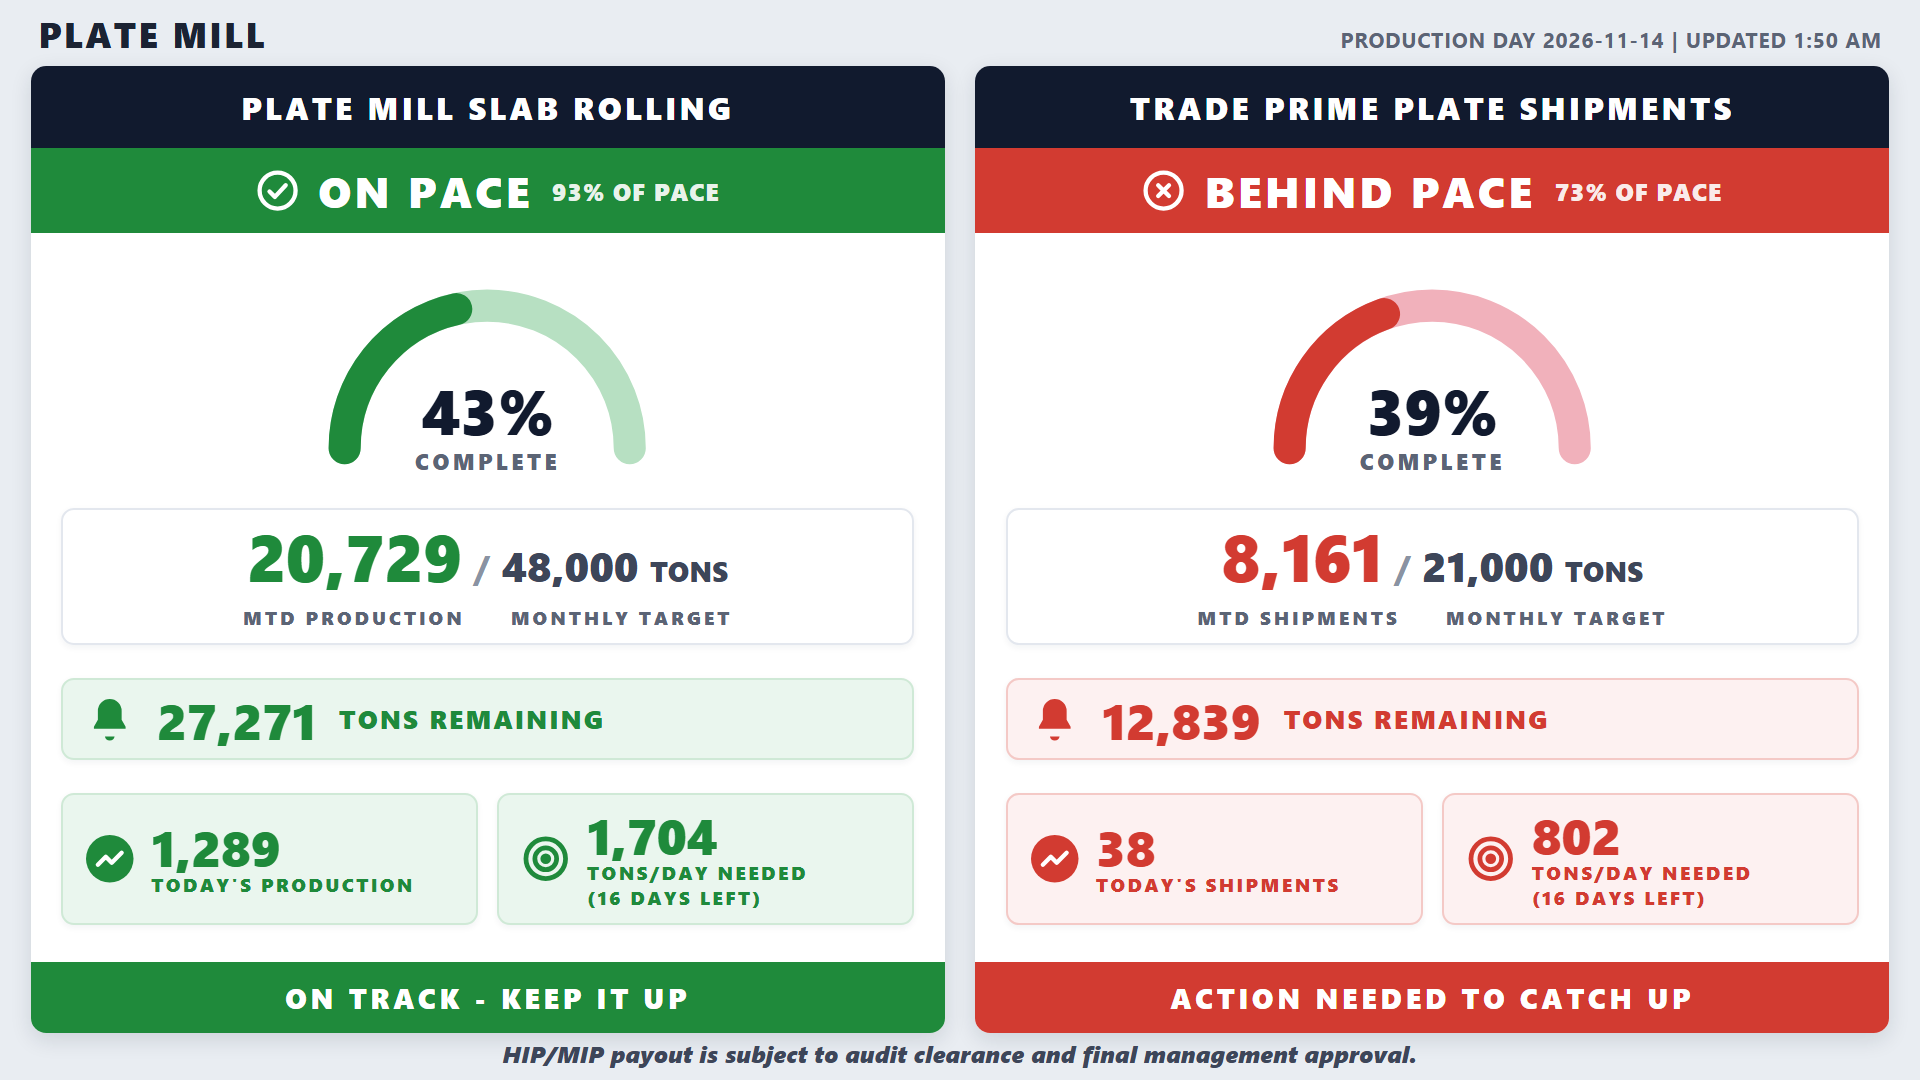 PLATE MILL
PRODUCTION DAY 2026-11-14 | UPDATED 1:50 AM
PLATE MILL SLAB ROLLING
ON PACE 93% OF PACE
43%
COMPLETE
20,729 / 48,000 TONS
MTD PRODUCTION MONTHLY TARGET
27,271 TONS REMAINING
1,289
TODAY'S PRODUCTION
1,704
TONS/DAY NEEDED
(16 DAYS LEFT)
ON TRACK - KEEP IT UP
TRADE PRIME PLATE SHIPMENTS
BEHIND PACE 73% OF PACE
39%
COMPLETE
8,161 / 21,000 TONS
MTD SHIPMENTS MONTHLY TARGET
12,839 TONS REMAINING
38
TODAY'S SHIPMENTS
802
TONS/DAY NEEDED
(16 DAYS LEFT)
ACTION NEEDED TO CATCH UP
HIP/MIP payout is subject to audit clearance and final management approval.